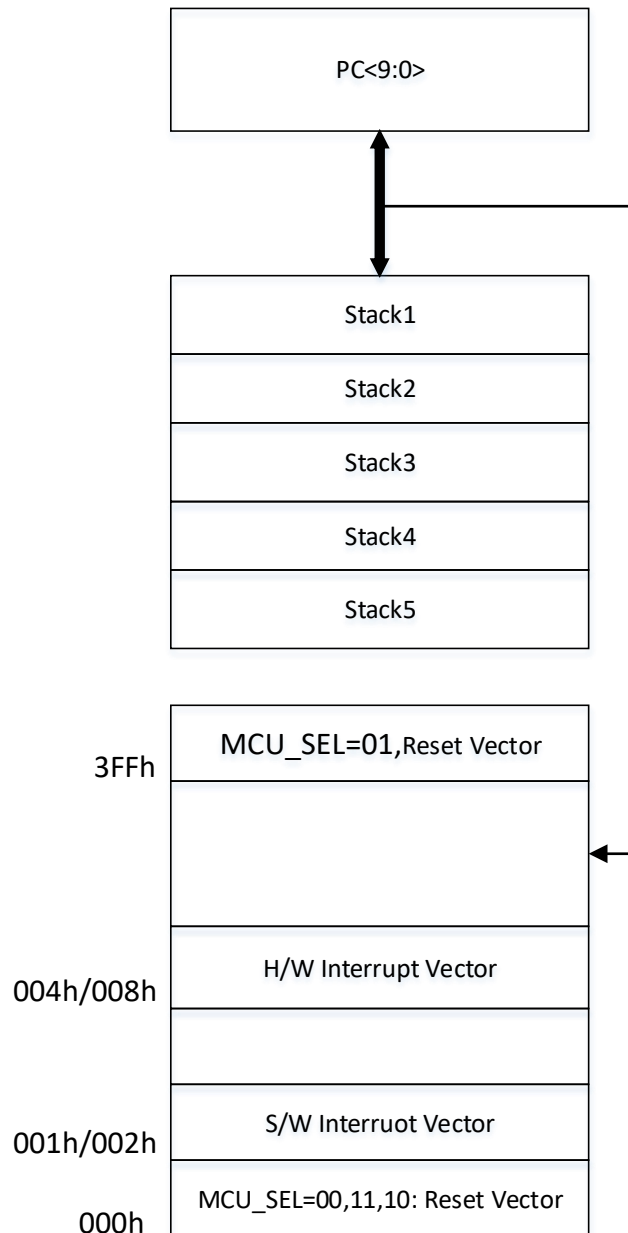 PC<9:0>
Stack1
Stack2
Stack3
Stack4
Stack5
MCU_SEL=01,Reset Vector
3FFh
H/W Interrupt Vector
004h/008h
S/W Interruot Vector
001h/002h
MCU_SEL=00,11,10: Reset Vector
000h